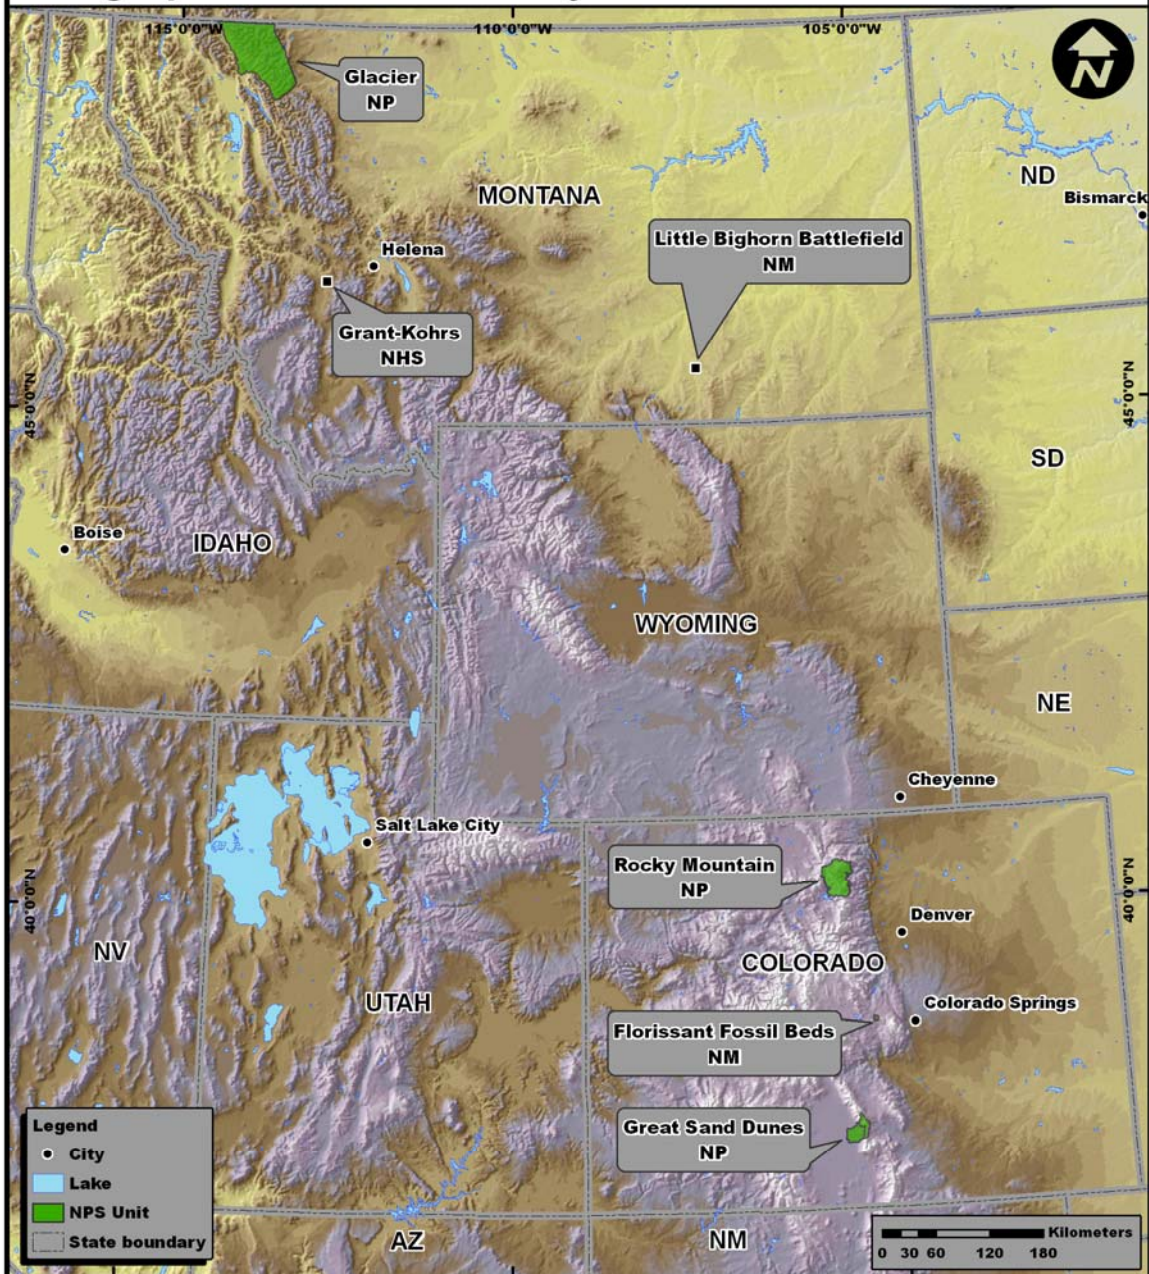 115°0'0"W
110°0'0"W
105°0'0"W
N
Glacier
NP
MONTANA
ND
Bismarck
Little Bighorn Battlefield
NM
Helena
Grant-Kohrs
NHS
45°0'0"N
45°0'0"N
SD
Boise
IDAHO
WYOMING
NE
Cheyenne
Salt Lake City
Rocky Mountain
NP
40°0'0"N
40°0'0"N
Denver
NV
COLORADO
UTAH
Colorado Springs
Florissant Fossil Beds
NM
Great Sand Dunes
NP
Legend
City
Lake
NPS Unit
State boundary
AZ
NM
Kilometers
0 30 60 120 180